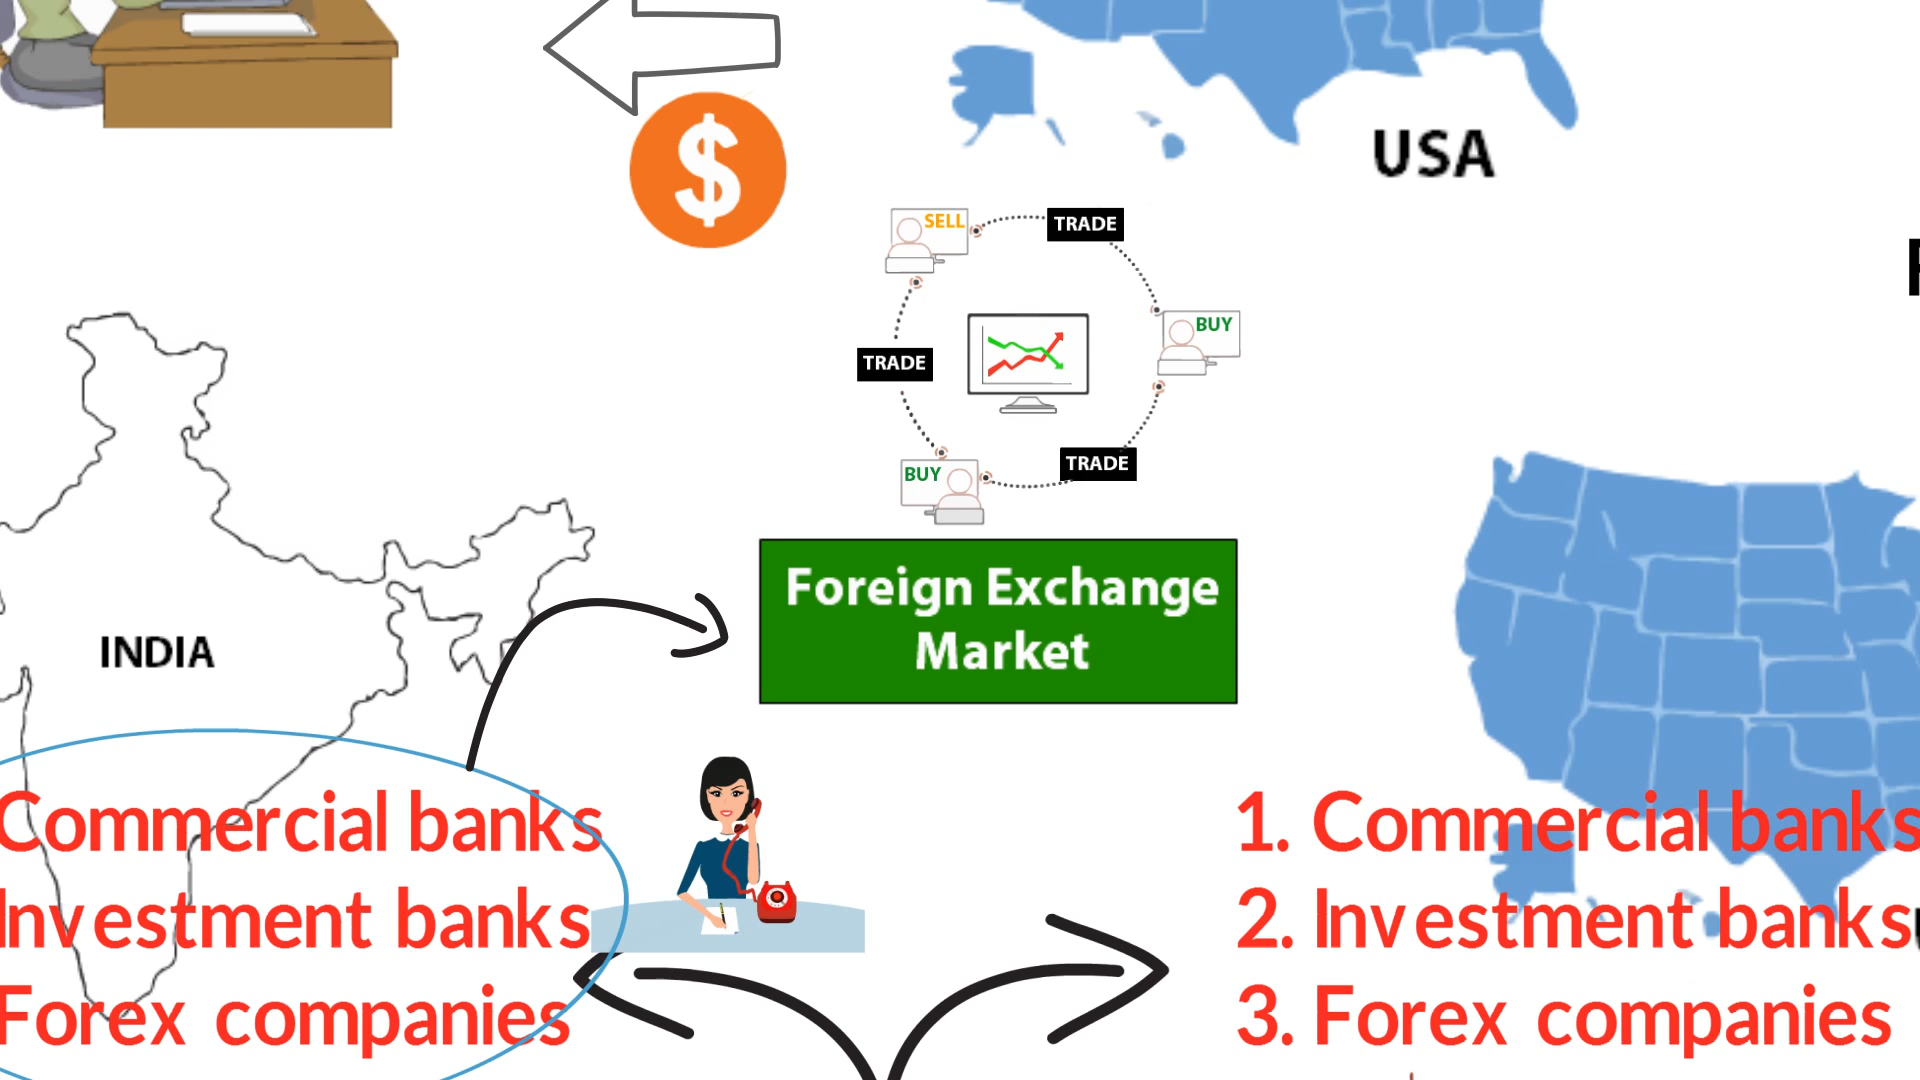 $
USA
SELL
TRADE
BUY
TRADE
BUY
TRADE
Foreign Exchange
Market
INDIA
Commercial banks
Investment banks
Forex companies
1. Commercial banks
2. Investment banks
3. Forex companies